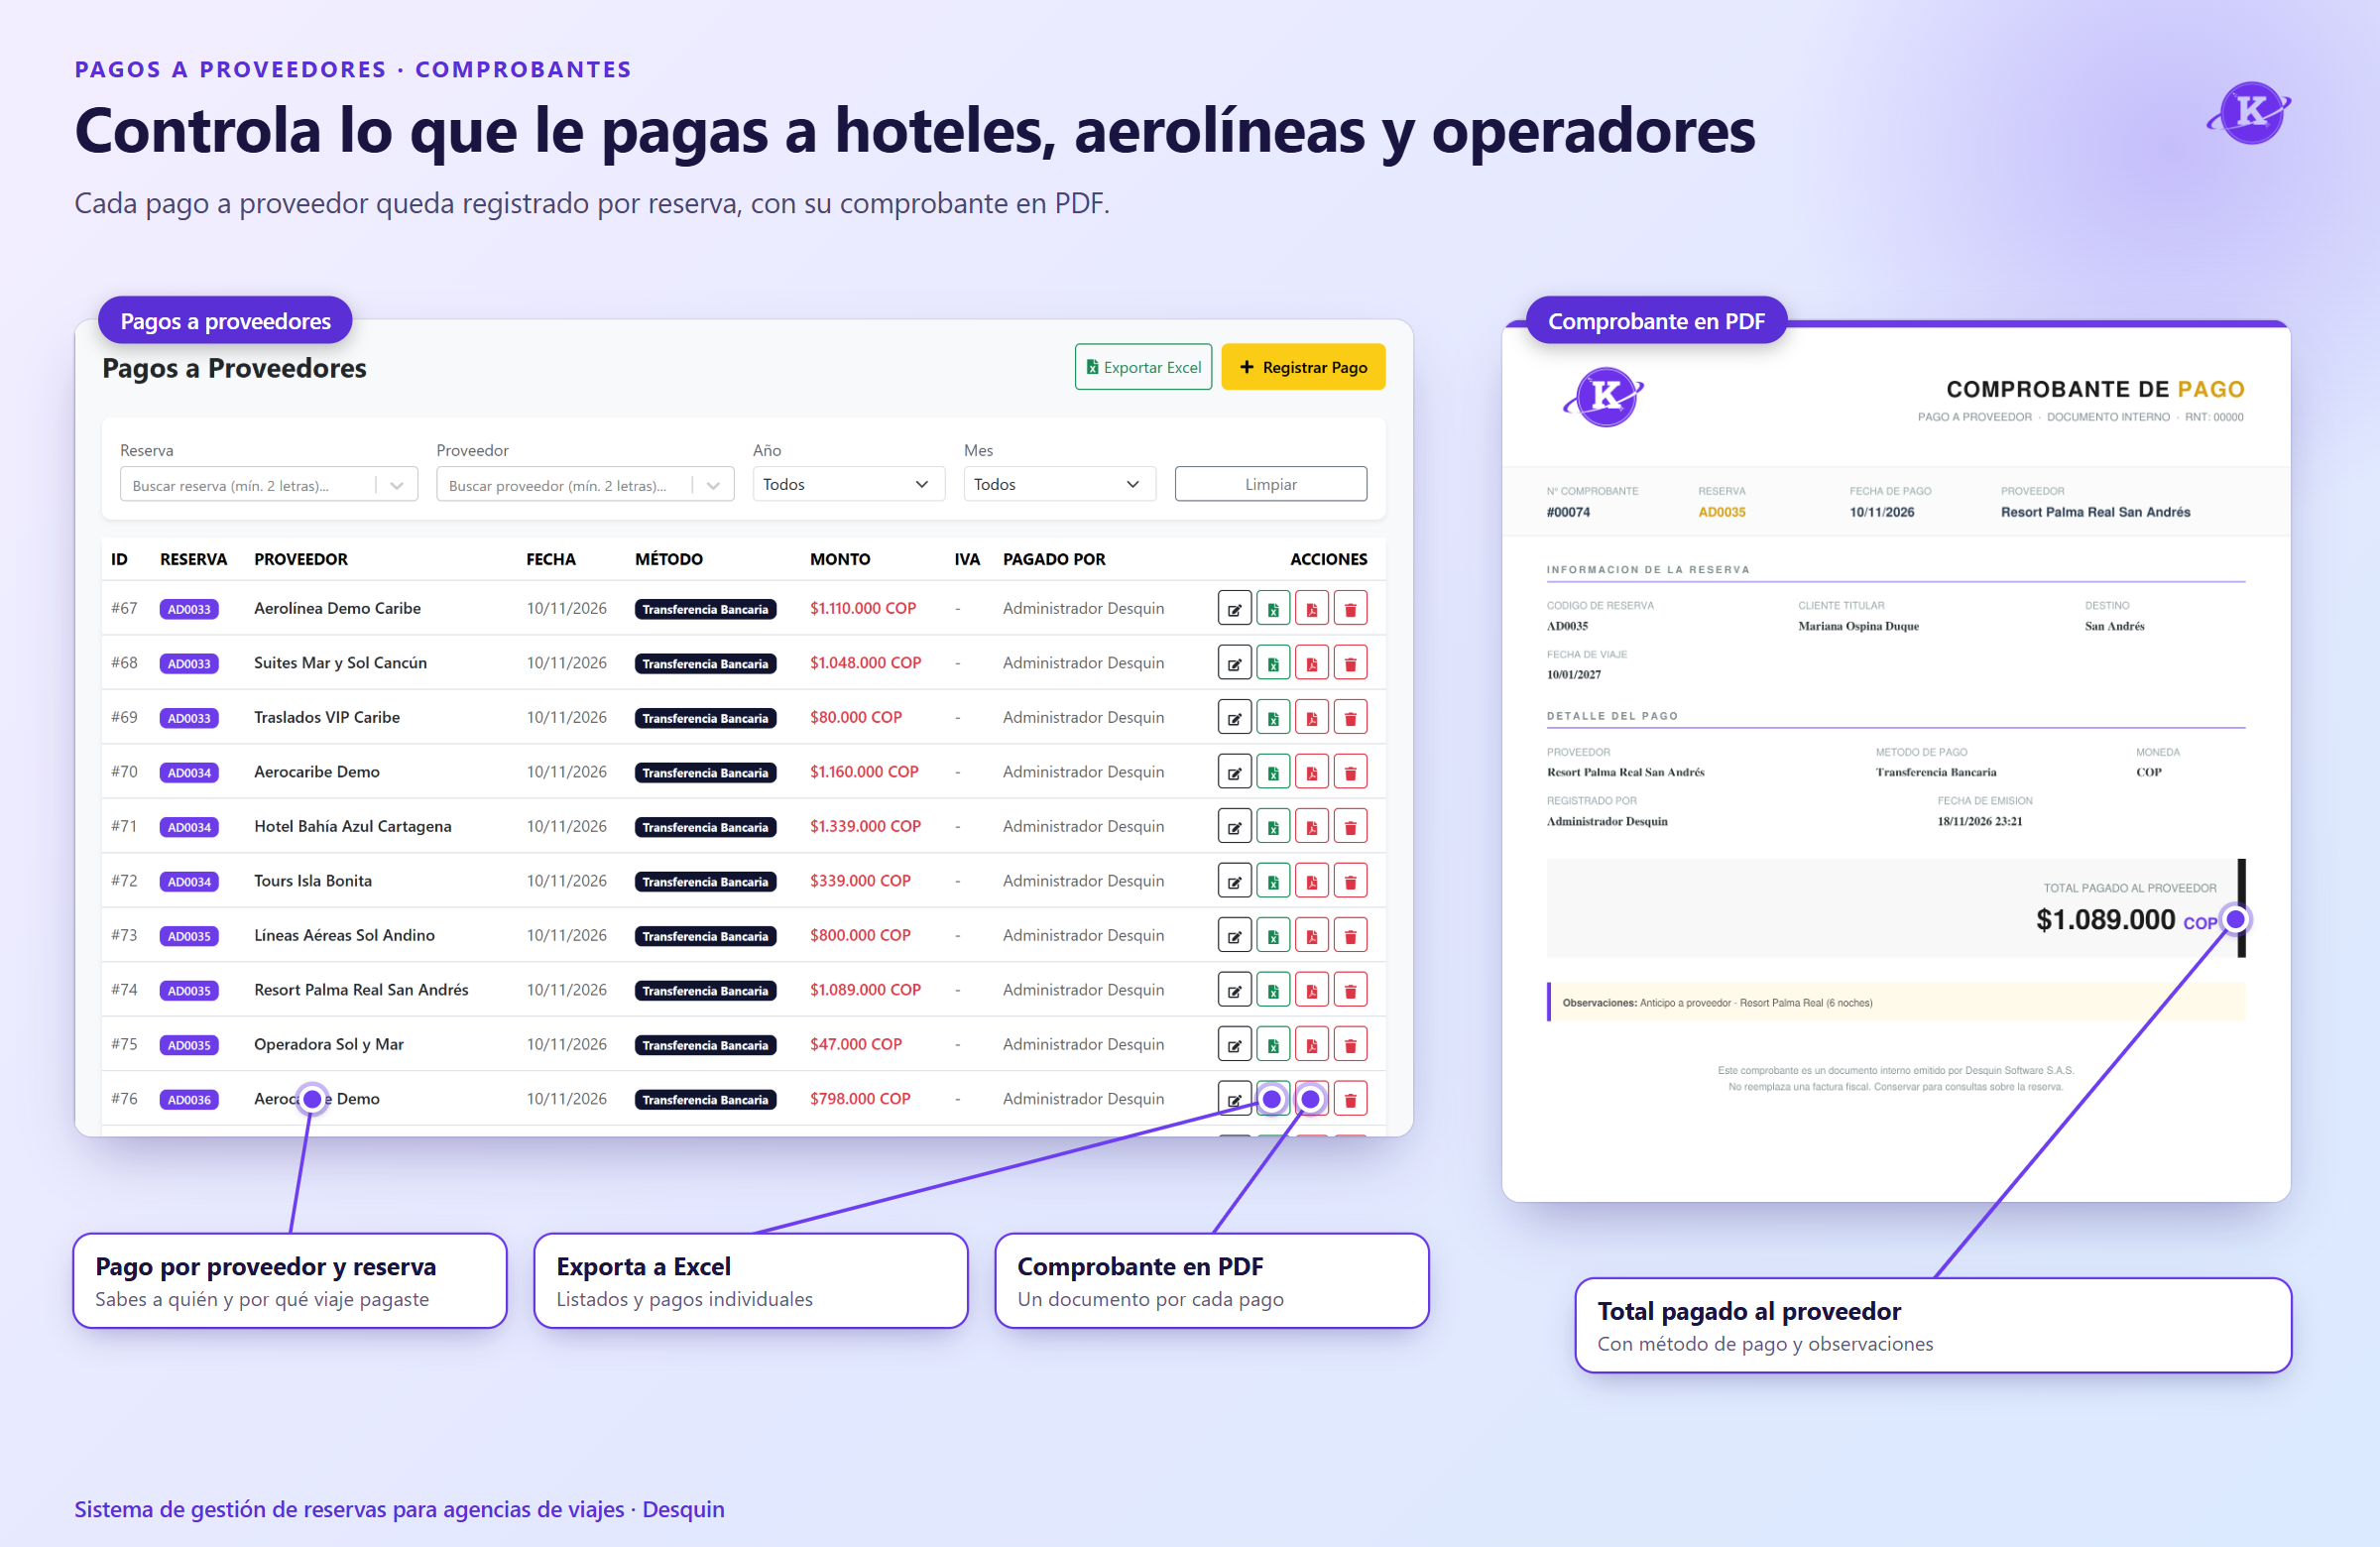 PAGOS A PROVEEDORES · COMPROBANTES
Controla lo que le pagas a hoteles, aerolíneas y operadores
Cada pago a proveedor queda registrado por reserva, con su comprobante en PDF.
K
Pagos a proveedores
Pagos a Proveedores
Exportar Excel
+ Registrar Pago
Reserva Proveedor Año Mes
Buscar reserva (mín. 2 letras)... Buscar proveedor (mín. 2 letras)... Todos Todos Limpiar
ID RESERVA PROVEEDOR FECHA MÉTODO MONTO IVA PAGADO POR ACCIONES
#67 AD0033 Aerolínea Demo Caribe 10/11/2026 Transferencia Bancaria $1.110.000 COP - Administrador Desquin
#68 AD0033 Suites Mar y Sol Cancún 10/11/2026 Transferencia Bancaria $1.048.000 COP - Administrador Desquin
#69 AD0033 Traslados VIP Caribe 10/11/2026 Transferencia Bancaria $80.000 COP - Administrador Desquin
#70 AD0034 Aerocaribe Demo 10/11/2026 Transferencia Bancaria $1.160.000 COP - Administrador Desquin
#71 AD0034 Hotel Bahía Azul Cartagena 10/11/2026 Transferencia Bancaria $1.339.000 COP - Administrador Desquin
#72 AD0034 Tours Isla Bonita 10/11/2026 Transferencia Bancaria $339.000 COP - Administrador Desquin
#73 AD0035 Líneas Aéreas Sol Andino 10/11/2026 Transferencia Bancaria $800.000 COP - Administrador Desquin
#74 AD0035 Resort Palma Real San Andrés 10/11/2026 Transferencia Bancaria $1.089.000 COP - Administrador Desquin
#75 AD0035 Operadora Sol y Mar 10/11/2026 Transferencia Bancaria $47.000 COP - Administrador Desquin
#76 AD0036 Demo 10/11/2026 Transferencia Bancaria $798.000 COP - Administrador Desquin
Pago por proveedor y reserva
Sabes a quién y por qué viaje pagaste
Exporta a Excel
Listados y pagos individuales
Comprobante en PDF
Un documento por cada pago
Comprobante en PDF
K
COMPROBANTE DE PAGO
PAGO A PROVEEDOR · DOCUMENTO INTERNO · RNT: 00000
N° COMPROBANTE RESERVA FECHA DE PAGO PROVEEDOR
#00074 AD0035 10/11/2026 Resort Palma Real San Andrés
INFORMACION DE LA RESERVA
CODIGO DE RESERVA CLIENTE TITULAR DESTINO
AD0035 Mariana Ospina Duque San Andrés
FECHA DE VIAJE
10/01/2027
DETALLE DEL PAGO
PROVEEDOR METODO DE PAGO MONEDA
Resort Palma Real San Andrés Transferencia Bancaria COP
REGISTRADO POR FECHA DE EMISION
Administrador Desquin 18/11/2026 23:21
TOTAL PAGADO AL PROVEEDOR
$1.089.000 COP
Observaciones: Anticipo a proveedor - Resort Palma Real (6 noches)
Este comprobante es un documento interno emitido por Desquin Software S.A.S.
No reemplaza una factura fiscal. Conservar para consultas sobre la reserva.
Total pagado al proveedor
Con método de pago y observaciones
Sistema de gestión de reservas para agencias de viajes · Desquin